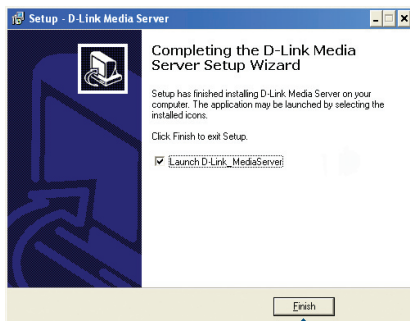 Setup - D-Link Media Server
Completing the D-Link Media
Server Setup Wizard
Setup has finished installing D-Link Media Server on your
computer. The application may be launched by selecting the
installed icons.
Click Finish to exit Setup.
Launch D-Link_MediaServer
Finish